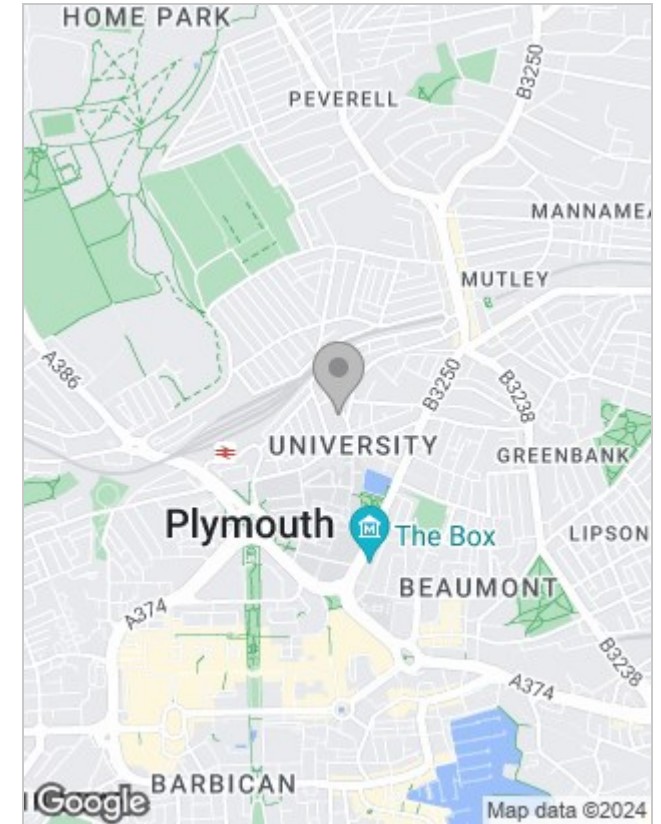 HOME PARK
B3250
PEVERELL
MUTLEY
A386
B3250
B3238
UNIVERSITY
GREENBANK
Plymouth
M
The Box
LIPSON
BEAUMONT
A374
B3238
A374
BARBICAN
Google
Map data ©2024